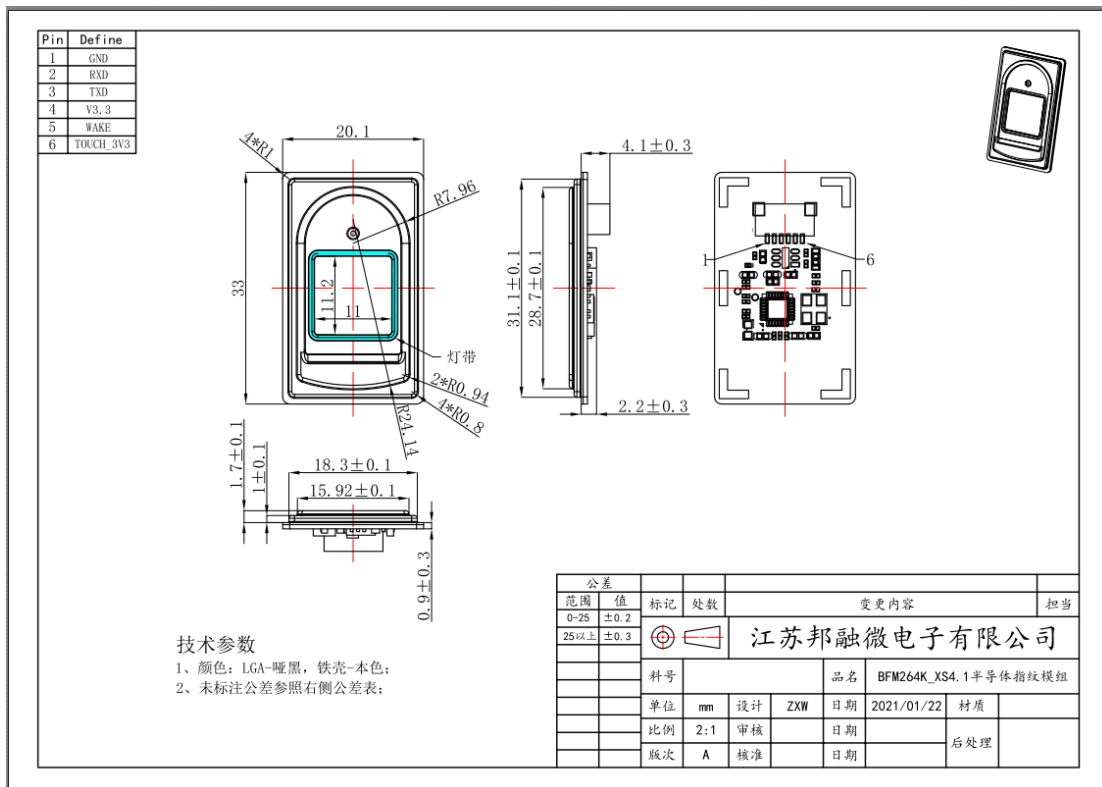 Pin Define
1 GND
2 RXD
3 TXD
4 V3.3
5 WAKE
6 TOUCH_3V3
20.1
4*R1
R7.96
33
11.2
11
灯带
2*R0.94
4*R0.8
R24.14
4.1±0.3
31.1±0.1
28.7±0.1
2.2±0.3
1 6
18.3±0.1
15.92±0.1
1.7±0.1
1±0.1
0.9±0.3
技术参数
1、颜色: LGA-哑黑, 铁壳-本色;
2、未标注公差参照右侧公差表;
公差
范围 值 标记 处数 变更内容 担当
0-25 ±0.2
25以上 ±0.3
江苏邦融微电子有限公司
料号 品名 BFM264K_XS4.1半导体指纹模组
单位 mm 设计 ZXW 日期 2021/01/22 材质
比例 2:1 审核 日期
后处理
版次 A 核准 日期